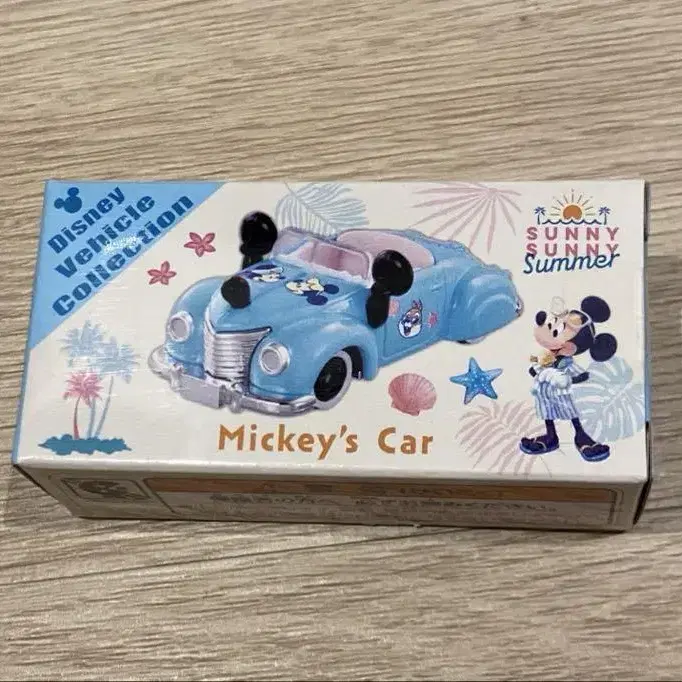 Disney
Vehicle
Collection
SUNNY
SUNNY
Summer
Mickey's Car